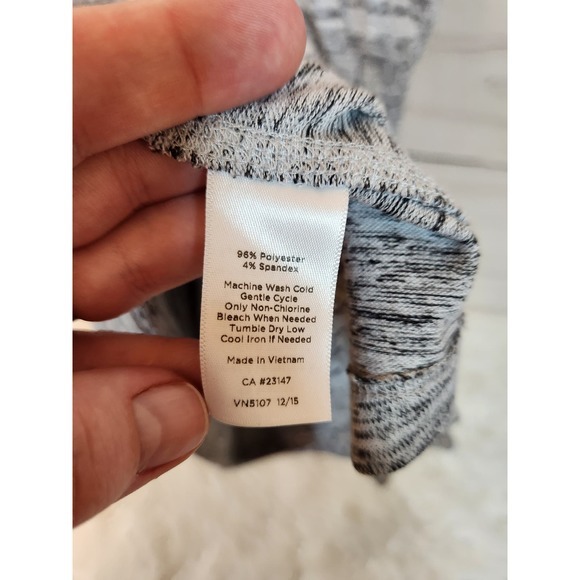 96% Polyester
4% Spandex
Machine Wash Cold
Gentle Cycle
Only Non-Chlorine
Bleach When Needed
Tumble Dry Low
Cool Iron If Needed
Made In Vietnam
CA #23147
VN5107 12/15